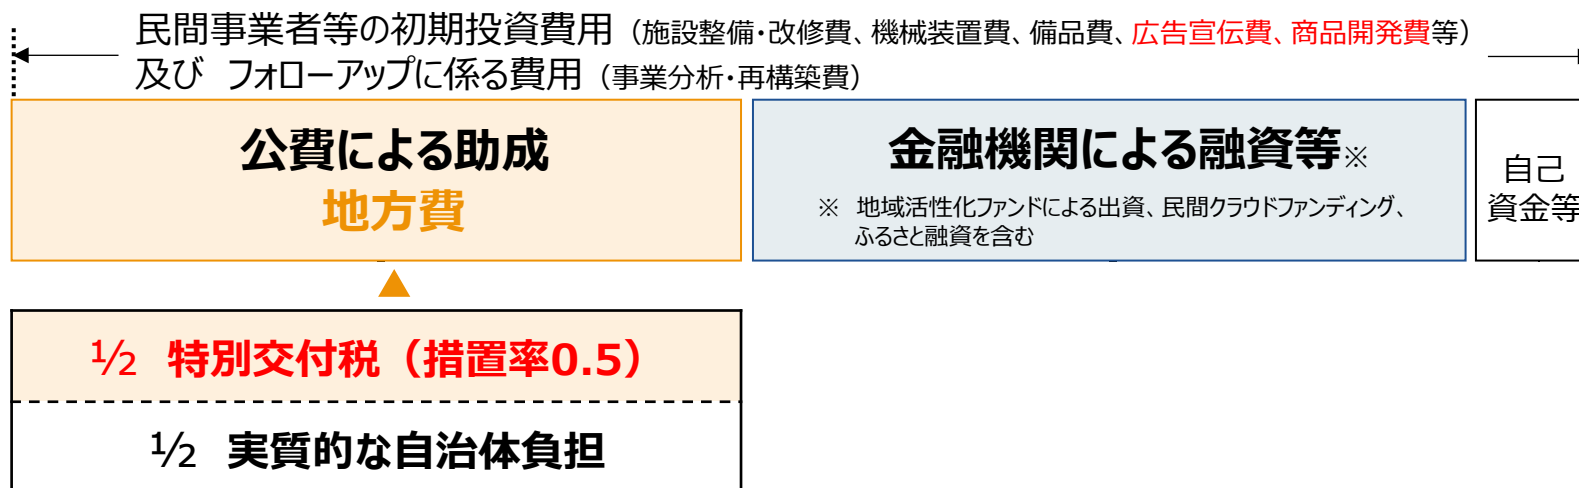 民間事業者等の初期投資費用（施設整備・改修費、機械装置費、備品費、広告宣伝費、商品開発費等）
及び　フォローアップに係る費用（事業分析・再構築費）
公費による助成
地方費
金融機関による融資等※
※　地域活性化ファンドによる出資、民間クラウドファンディング、
ふるさと融資を含む
自己
資金等
½　特別交付税（措置率0.5）
½　実質的な自治体負担